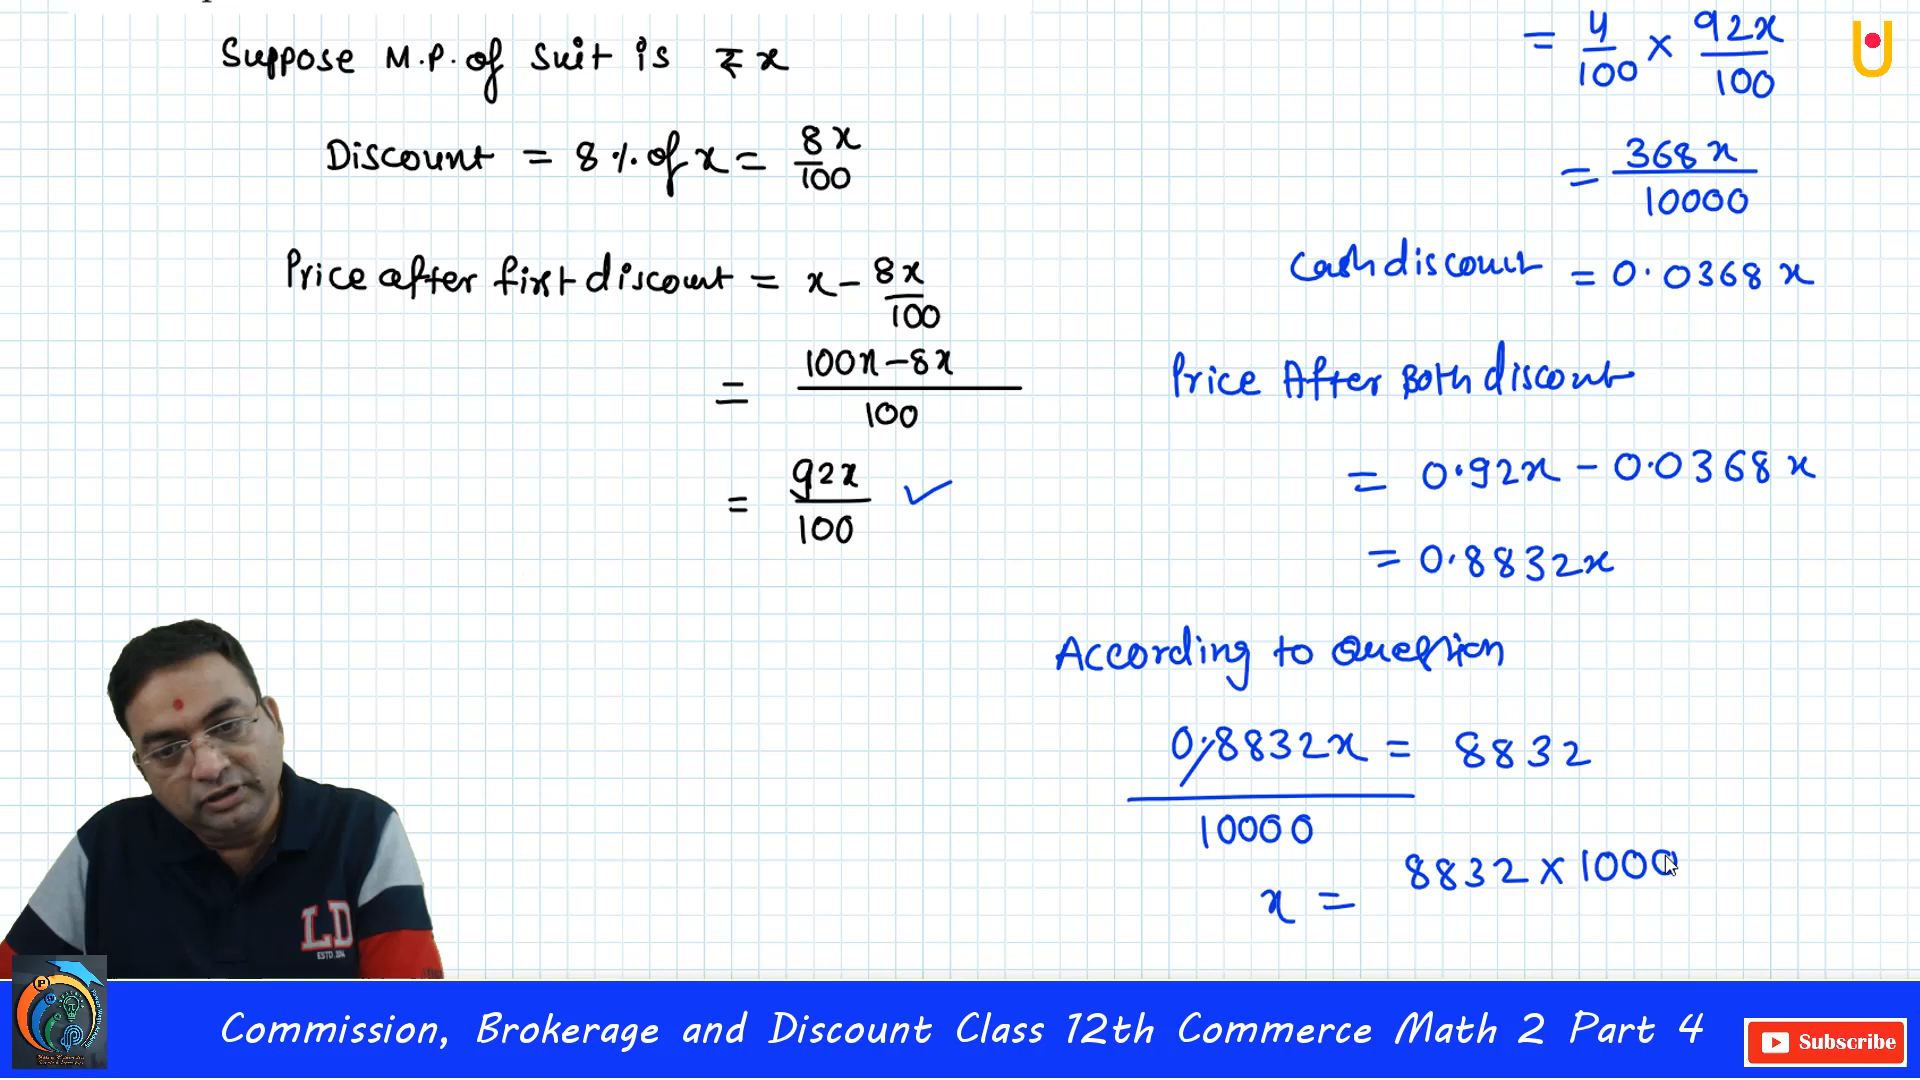 Suppose M.P. of Suit is ₹ x
Discount = 8 % of x = 8x/100
Price after first discount = x - 8x/100
= 100x - 8x / 100
= 92x/100 ✓
= 4/100 × 92x/100
= 368x/10000
Cash discount = 0.0368x
Price After Both discount
= 0.92x - 0.0368x
= 0.8832x
According to Question
0.8832x = 8832
10000
x = 8832 × 1000
LD
Commission, Brokerage and Discount Class 12th Commerce Math 2 Part 4
Subscribe